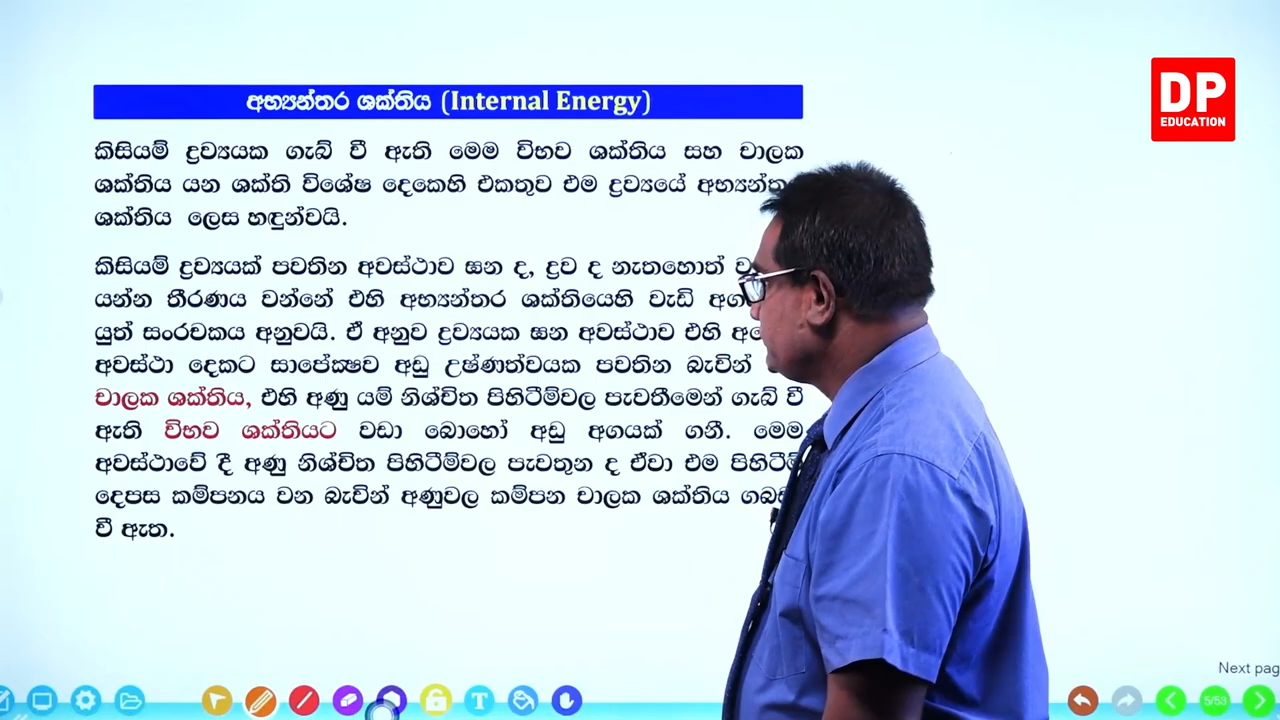 DP
EDUCATION
අභ්‍යන්තර ශක්තිය (Internal Energy)
කිසියම් ද්‍රව්‍යයක ගැබ් වී ඇති මෙම විභව ශක්තිය සහ චාලක
ශක්තිය යන ශක්ති විශේෂ දෙකෙහි එකතුව එම ද්‍රව්‍යයේ
ශක්තිය ලෙස හඳුන්වයි.
කිසියම් ද්‍රව්‍යයක් පවතින අවස්ථාව ඝන ද, ද්‍රව ද නැතහොත්
යන්න තීරණය වන්නේ එහි අභ්‍යන්තර ශක්තියෙහි වැඩි
යුත් සංරචකය අනුවයි. ඒ අනුව ද්‍රව්‍යයක ඝන අවස්ථාව එහි
අවස්ථා දෙකට සාපේක්‍ෂව අඩු උෂ්ණත්වයක පවතින බැවින්
චාලක ශක්තිය, එහි අණු යම් නිශ්චිත පිහිටීම්වල පැවතීමෙන් ගැබ් වී
ඇති විභව ශක්තියට වඩා බොහෝ අඩු අගයක් ගනී. මෙම
අවස්ථාවේ දී අණු නිශ්චිත පිහිටීම්වල පැවතුන ද ඒවා එම
දෙපස කම්පනය වන බැවින් අණුවල කම්පන චාලක ශක්තිය
වී ඇත.
Next pag
5/53